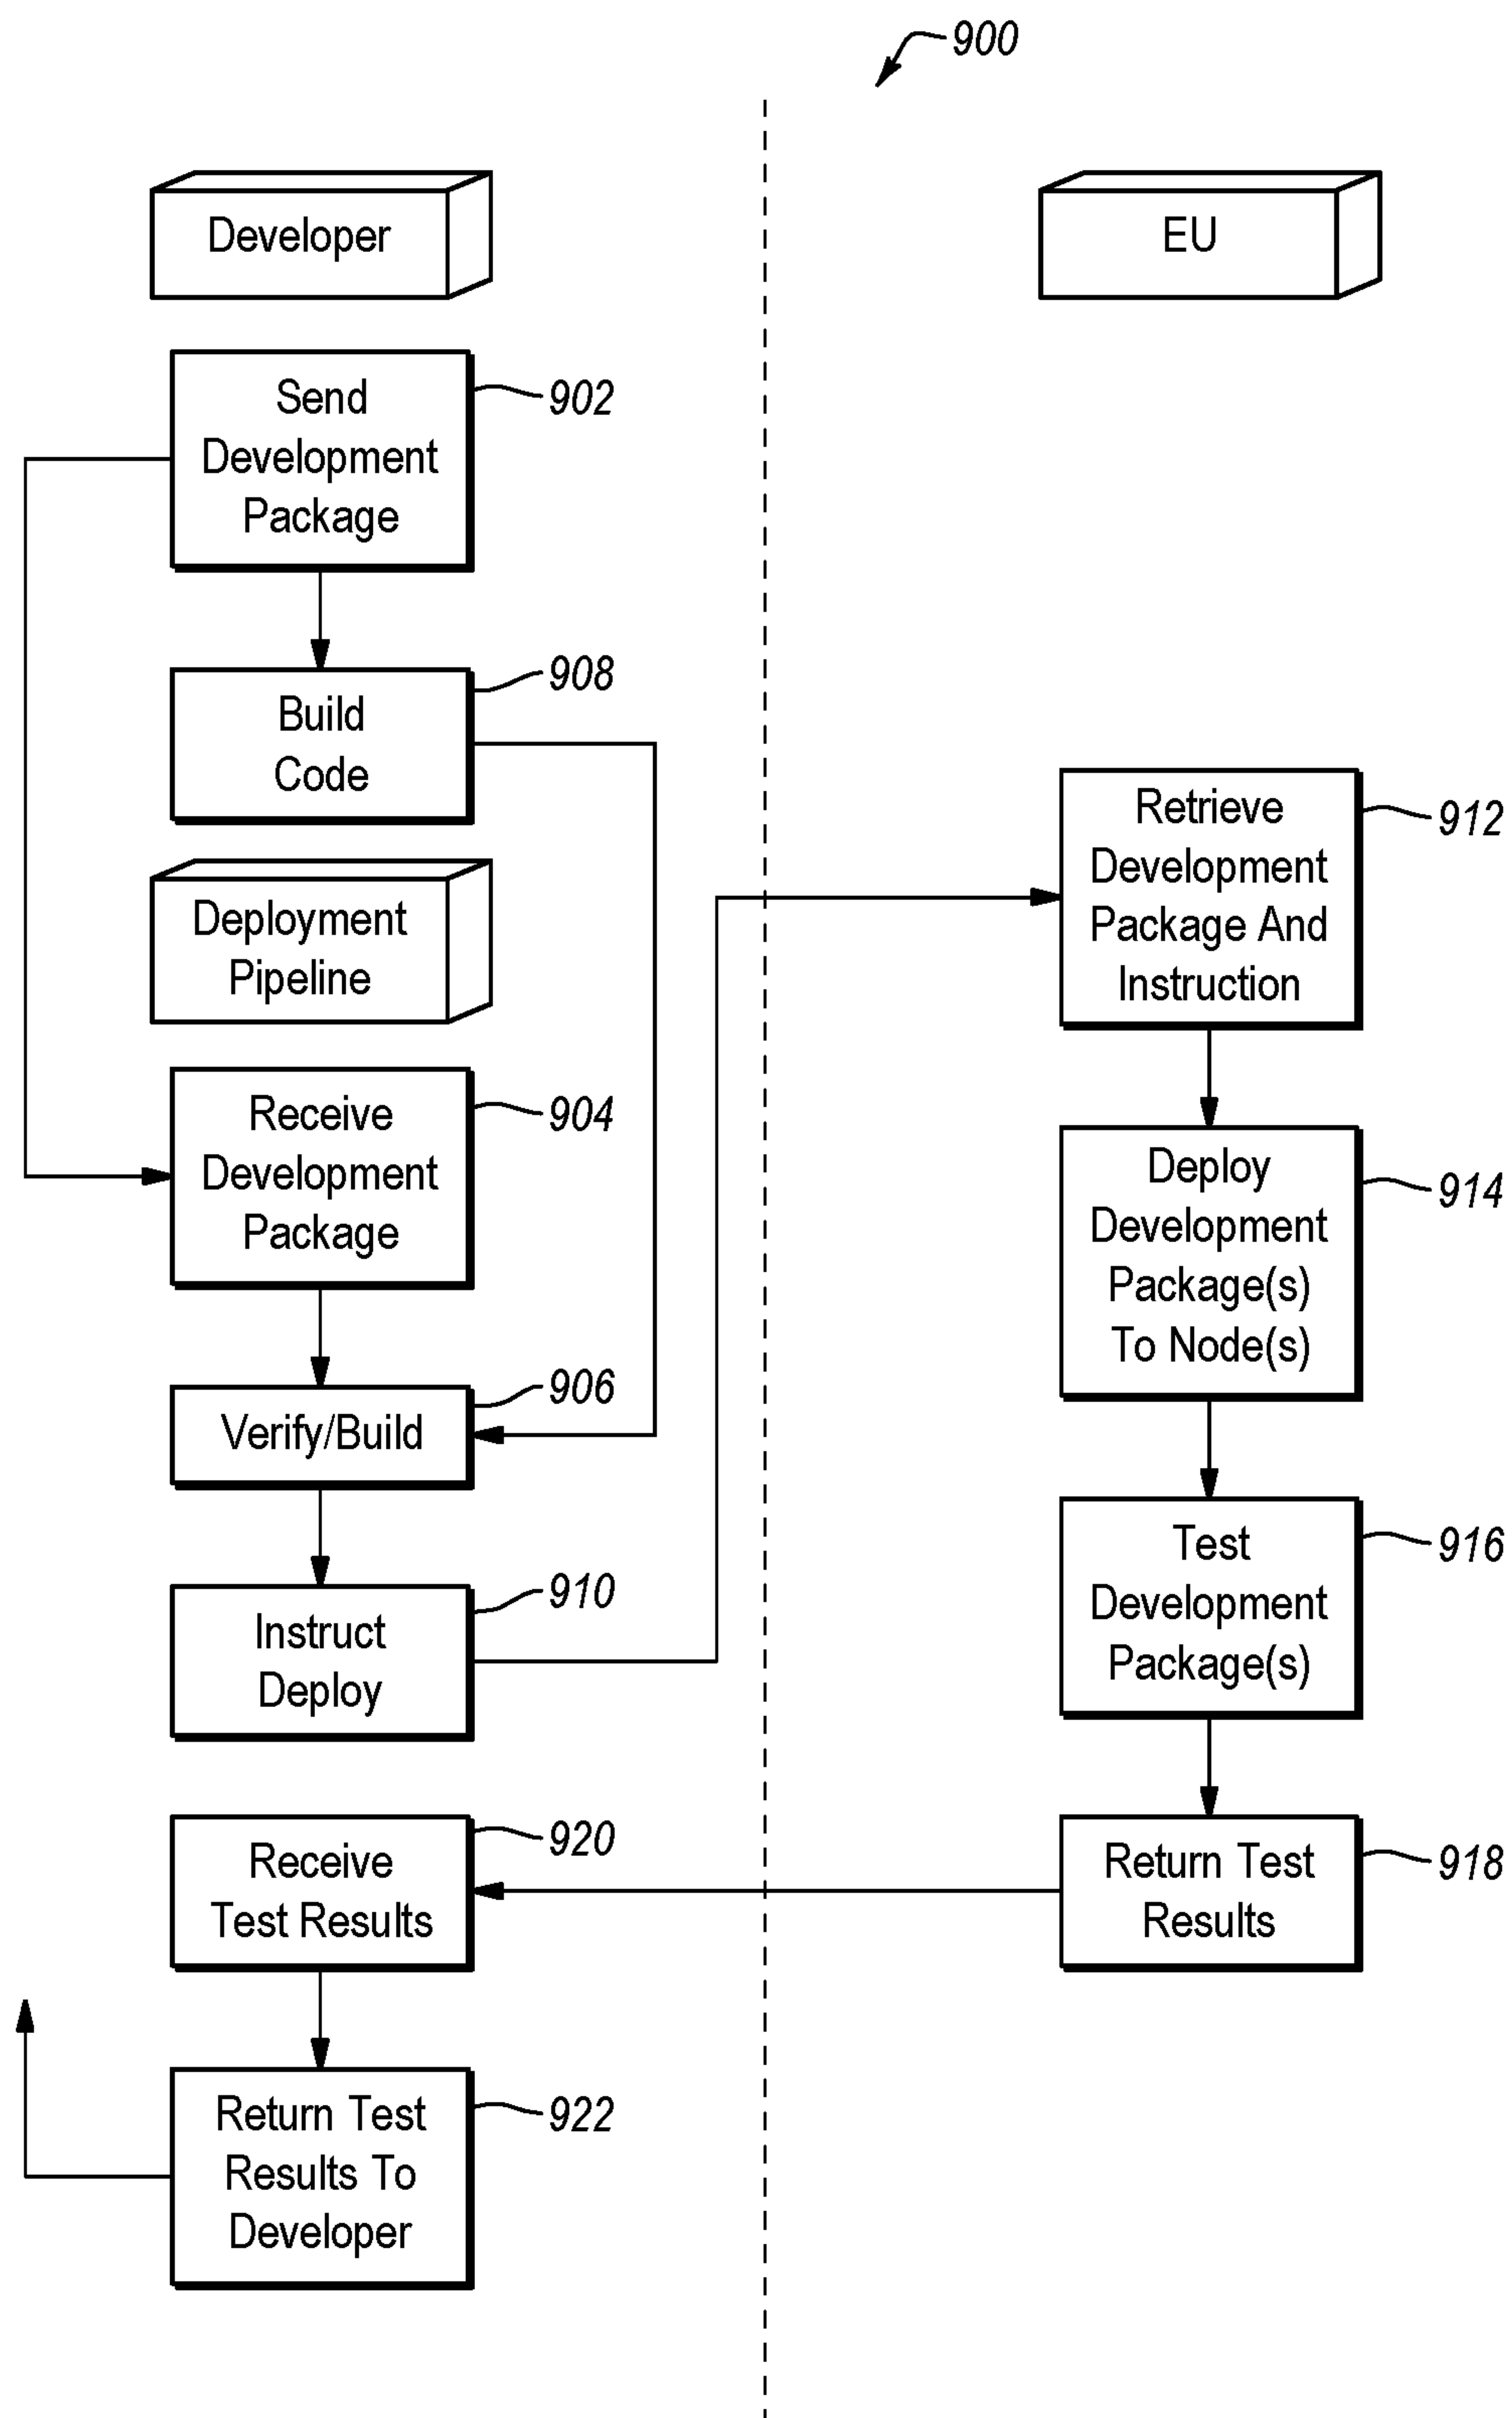 900
Developer
EU
Send
Development
Package
902
Build
Code
908
Deployment
Pipeline
Receive
Development
Package
904
Verify/Build
906
Instruct
Deploy
910
Retrieve
Development
Package And
Instruction
912
Deploy
Development
Package(s)
To Node(s)
914
Test
Development
Package(s)
916
Return Test
Results
918
Receive
Test Results
920
Return Test
Results To
Developer
922